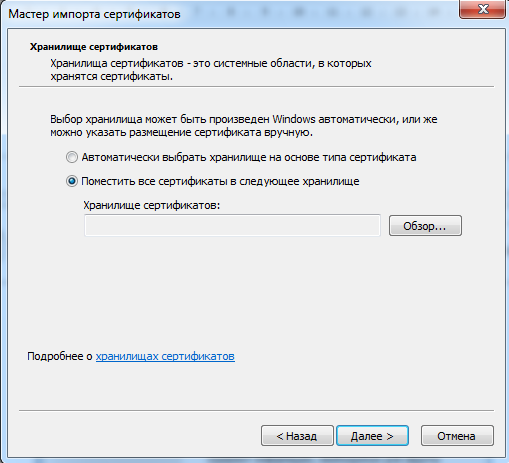 Мастер импорта сертификатов
Хранилище сертификатов
Хранилища сертификатов - это системные области, в которых
хранятся сертификаты.
Выбор хранилища может быть произведен Windows автоматически, или же
можно указать размещение сертификата вручную.
Автоматически выбрать хранилище на основе типа сертификата
Поместить все сертификаты в следующее хранилище
Хранилище сертификатов:
Обзор...
Подробнее о хранилищах сертификатов
< Назад
Далее >
Отмена